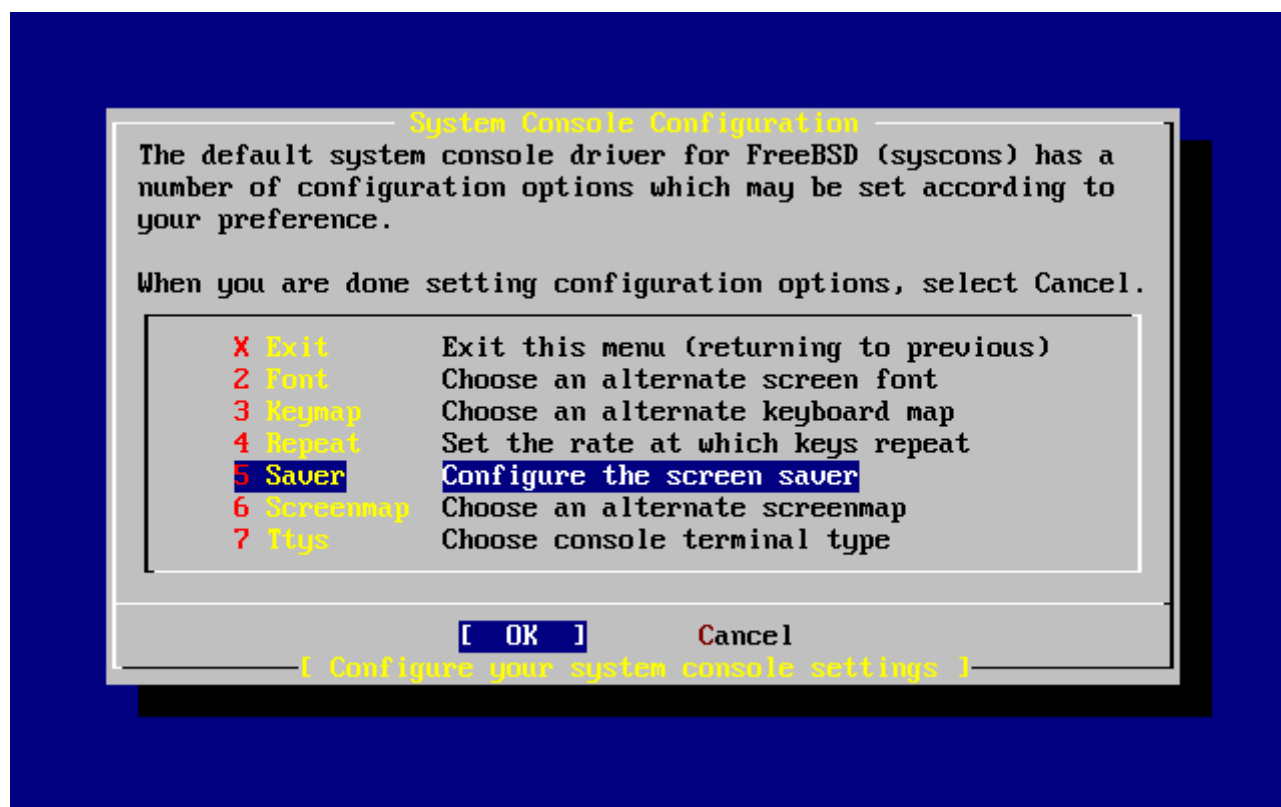 System Console Configuration
The default system console driver for FreeBSD (syscons) has a
number of configuration options which may be set according to
your preference.
When you are done setting configuration options, select Cancel.
X Exit Exit this menu (returning to previous)
2 Font Choose an alternate screen font
3 Keymap Choose an alternate keyboard map
4 Repeat Set the rate at which keys repeat
5 Saver Configure the screen saver
6 Screenmap Choose an alternate screenmap
7 Ttys Choose console terminal type
[ OK ] Cancel
[ Configure your system console settings ]